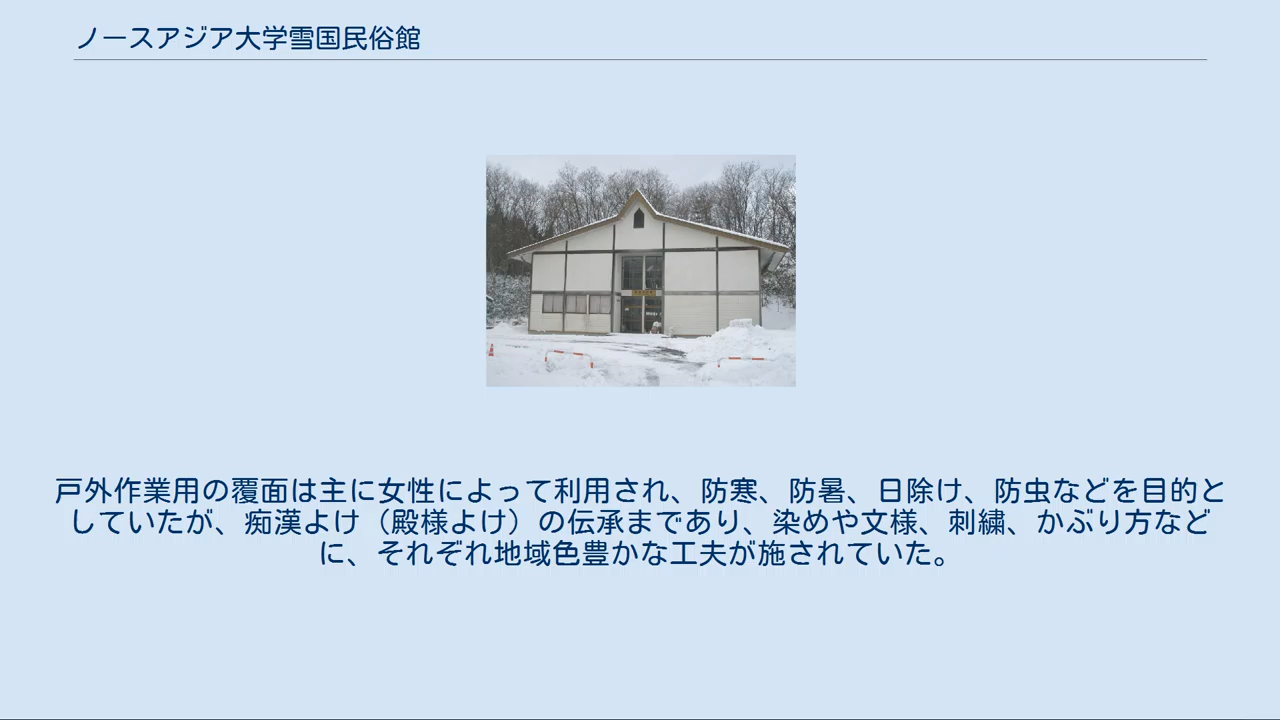 ノースアジア大学雪国民俗館
戸外作業用の覆面は主に女性によって利用され、防寒、防暑、日除け、防虫などを目的と
していたが、痴漢よけ（殿様よけ）の伝承まであり、染めや文様、刺繍、かぶり方など
に、それぞれ地域色豊かな工夫が施されていた。